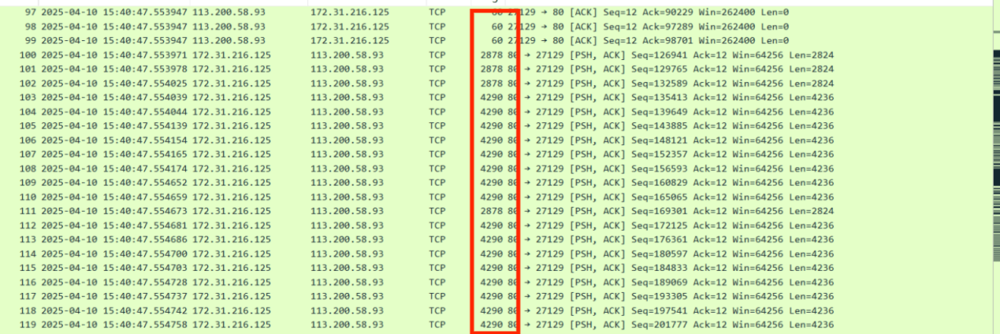 97 2025-04-10 15:40:47.553947 113.200.58.93 172.31.216.125 TCP 60 27129 → 80 [ACK] Seq=12 Ack=90229 Win=262400 Len=0
98 2025-04-10 15:40:47.553947 113.200.58.93 172.31.216.125 TCP 60 27129 → 80 [ACK] Seq=12 Ack=97289 Win=262400 Len=0
99 2025-04-10 15:40:47.553947 113.200.58.93 172.31.216.125 TCP 60 27129 → 80 [ACK] Seq=12 Ack=98701 Win=262400 Len=0
100 2025-04-10 15:40:47.553971 172.31.216.125 113.200.58.93 TCP 2878 80 → 27129 [PSH, ACK] Seq=126941 Ack=12 Win=64256 Len=2824
101 2025-04-10 15:40:47.553978 172.31.216.125 113.200.58.93 TCP 2878 80 → 27129 [PSH, ACK] Seq=129765 Ack=12 Win=64256 Len=2824
102 2025-04-10 15:40:47.554025 172.31.216.125 113.200.58.93 TCP 2878 80 → 27129 [PSH, ACK] Seq=132589 Ack=12 Win=64256 Len=2824
103 2025-04-10 15:40:47.554039 172.31.216.125 113.200.58.93 TCP 4290 80 → 27129 [PSH, ACK] Seq=135413 Ack=12 Win=64256 Len=4236
104 2025-04-10 15:40:47.554044 172.31.216.125 113.200.58.93 TCP 4290 80 → 27129 [PSH, ACK] Seq=139649 Ack=12 Win=64256 Len=4236
105 2025-04-10 15:40:47.554139 172.31.216.125 113.200.58.93 TCP 4290 80 → 27129 [PSH, ACK] Seq=143885 Ack=12 Win=64256 Len=4236
106 2025-04-10 15:40:47.554154 172.31.216.125 113.200.58.93 TCP 4290 80 → 27129 [PSH, ACK] Seq=148121 Ack=12 Win=64256 Len=4236
107 2025-04-10 15:40:47.554165 172.31.216.125 113.200.58.93 TCP 4290 80 → 27129 [PSH, ACK] Seq=152357 Ack=12 Win=64256 Len=4236
108 2025-04-10 15:40:47.554174 172.31.216.125 113.200.58.93 TCP 4290 80 → 27129 [PSH, ACK] Seq=156593 Ack=12 Win=64256 Len=4236
109 2025-04-10 15:40:47.554652 172.31.216.125 113.200.58.93 TCP 4290 80 → 27129 [PSH, ACK] Seq=160829 Ack=12 Win=64256 Len=4236
110 2025-04-10 15:40:47.554659 172.31.216.125 113.200.58.93 TCP 4290 80 → 27129 [PSH, ACK] Seq=165065 Ack=12 Win=64256 Len=4236
111 2025-04-10 15:40:47.554673 172.31.216.125 113.200.58.93 TCP 2878 80 → 27129 [PSH, ACK] Seq=169301 Ack=12 Win=64256 Len=2824
112 2025-04-10 15:40:47.554681 172.31.216.125 113.200.58.93 TCP 4290 80 → 27129 [PSH, ACK] Seq=172125 Ack=12 Win=64256 Len=4236
113 2025-04-10 15:40:47.554686 172.31.216.125 113.200.58.93 TCP 4290 80 → 27129 [PSH, ACK] Seq=176361 Ack=12 Win=64256 Len=4236
114 2025-04-10 15:40:47.554700 172.31.216.125 113.200.58.93 TCP 4290 80 → 27129 [PSH, ACK] Seq=180597 Ack=12 Win=64256 Len=4236
115 2025-04-10 15:40:47.554703 172.31.216.125 113.200.58.93 TCP 4290 80 → 27129 [PSH, ACK] Seq=184833 Ack=12 Win=64256 Len=4236
116 2025-04-10 15:40:47.554728 172.31.216.125 113.200.58.93 TCP 4290 80 → 27129 [PSH, ACK] Seq=189069 Ack=12 Win=64256 Len=4236
117 2025-04-10 15:40:47.554737 172.31.216.125 113.200.58.93 TCP 4290 80 → 27129 [PSH, ACK] Seq=193305 Ack=12 Win=64256 Len=4236
118 2025-04-10 15:40:47.554742 172.31.216.125 113.200.58.93 TCP 4290 80 → 27129 [PSH, ACK] Seq=197541 Ack=12 Win=64256 Len=4236
119 2025-04-10 15:40:47.554758 172.31.216.125 113.200.58.93 TCP 4290 80 → 27129 [PSH, ACK] Seq=201777 Ack=12 Win=64256 Len=4236